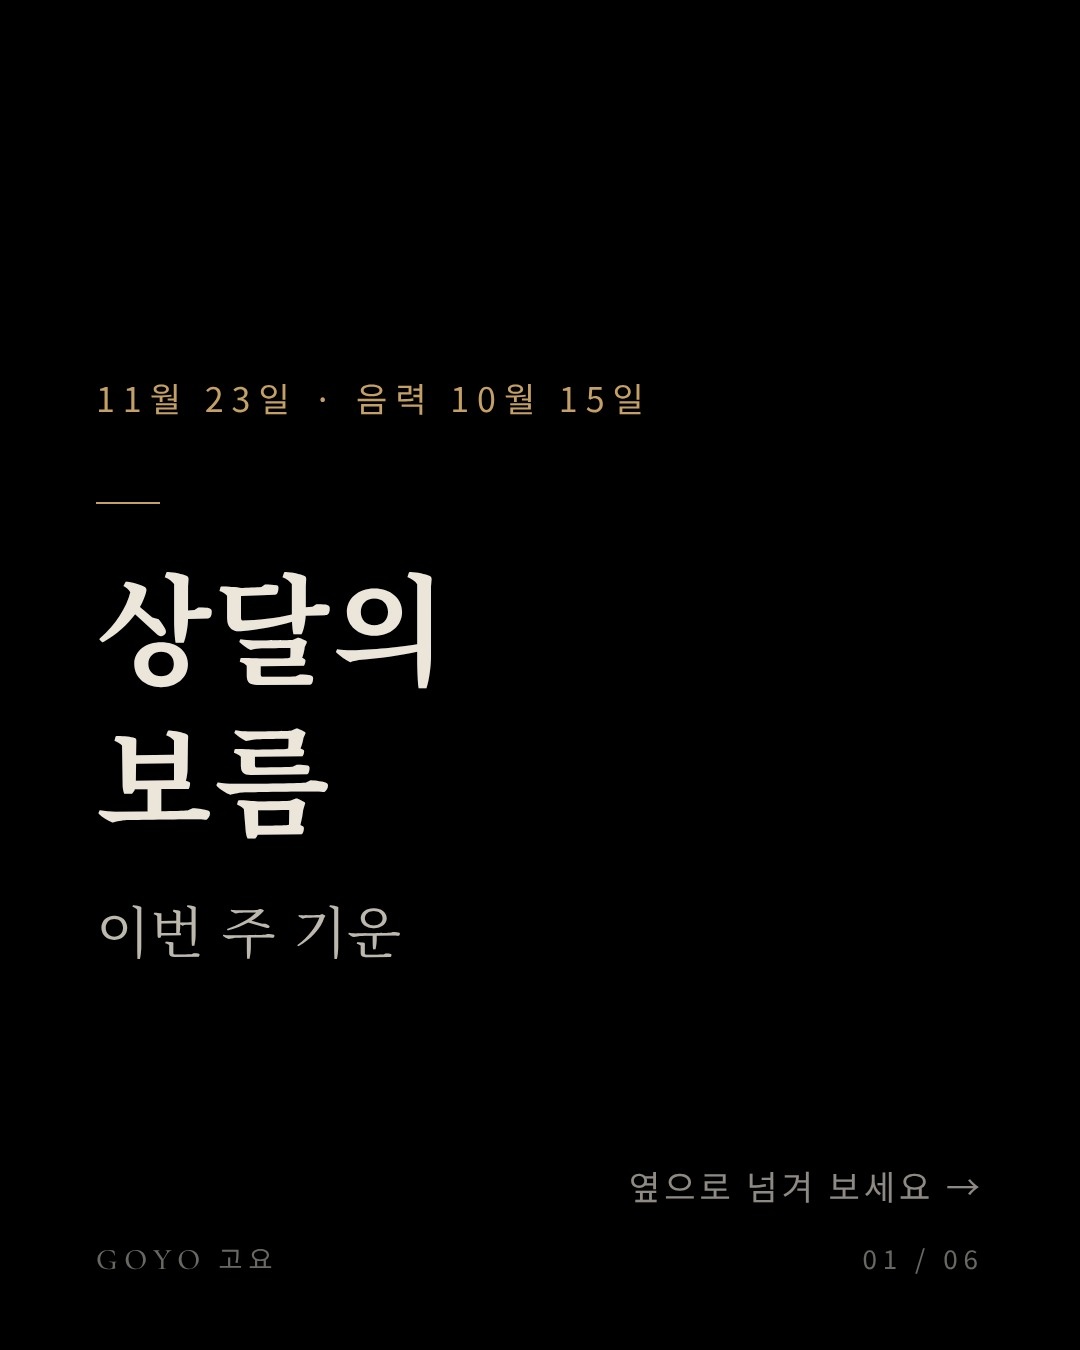 11월 23일 · 음력 10월 15일
상달의
보름
이번 주 기운
옆으로 넘겨 보세요 →
GOYO 고요
01 / 06